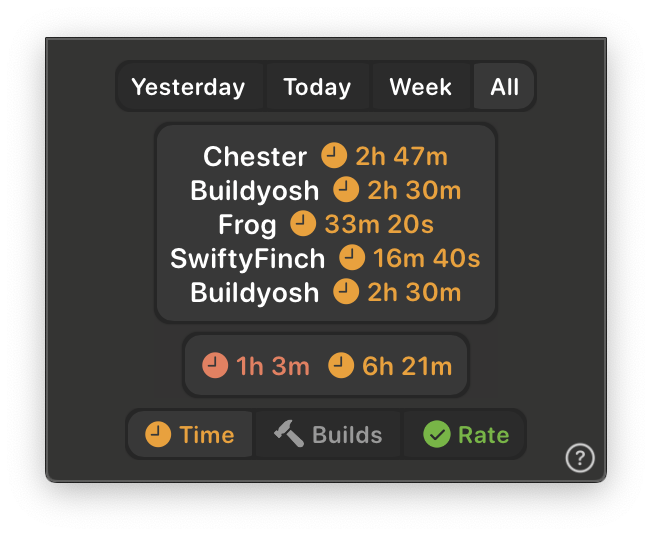 Yesterday Today Week All
Chester 2h 47m
Buildyosh 2h 30m
Frog 33m 20s
SwiftyFinch 16m 40s
Buildyosh 2h 30m
1h 3m 6h 21m
Time Builds Rate
?